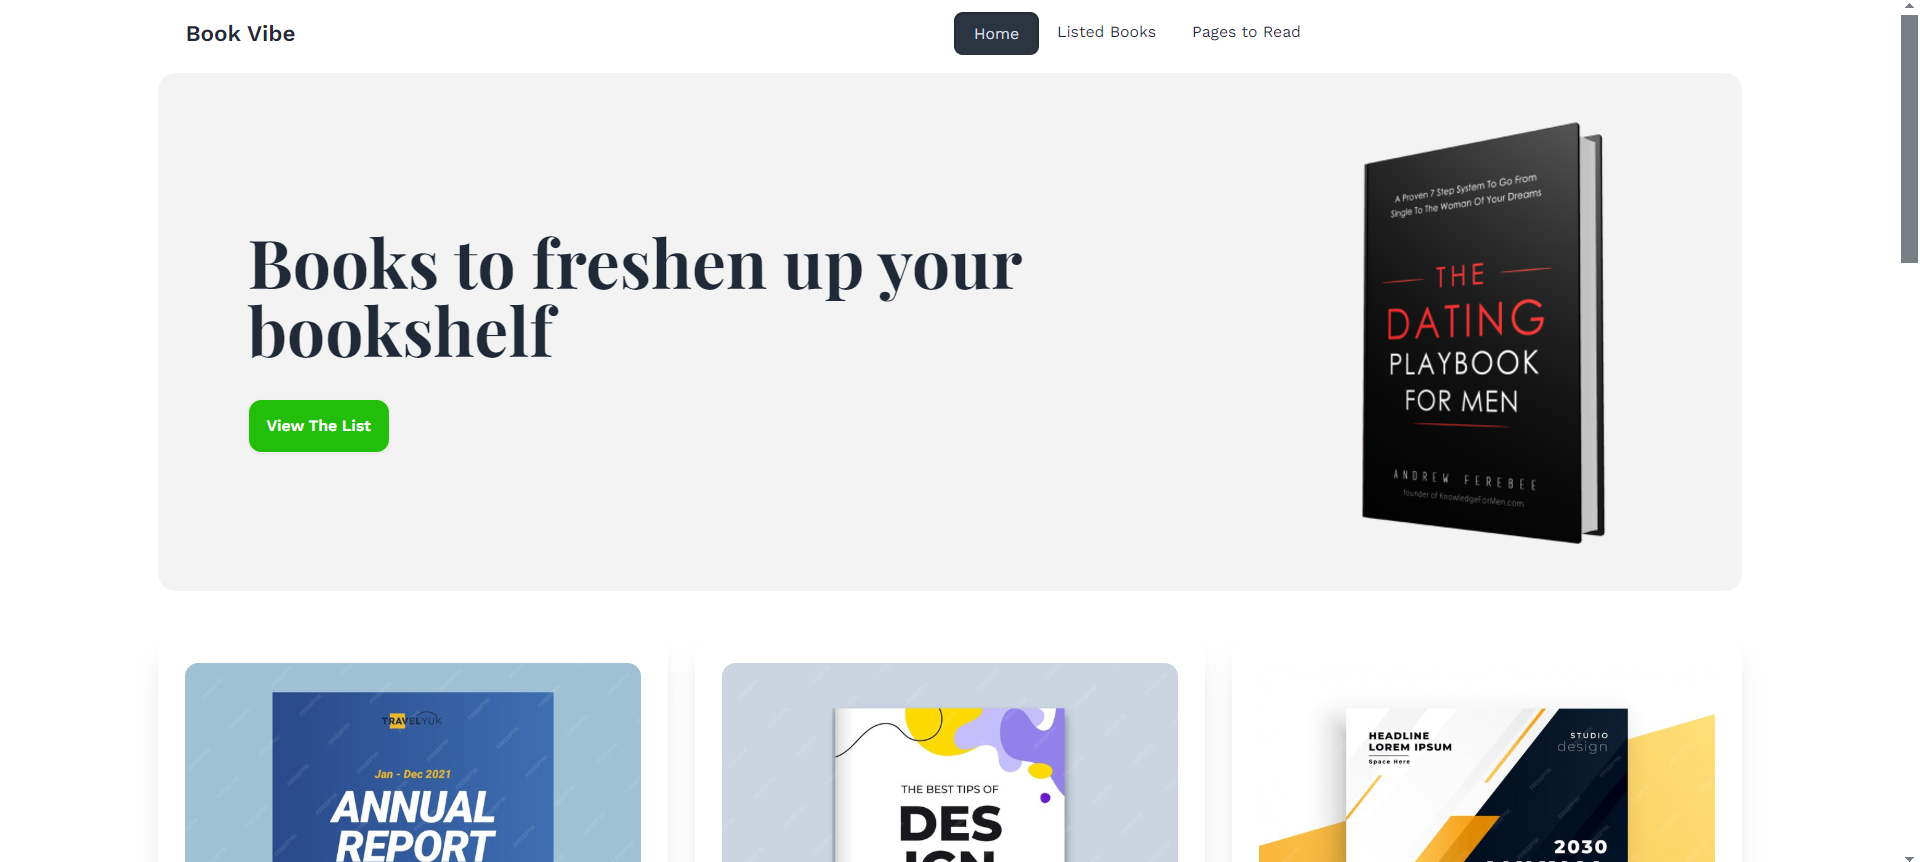 Book Vibe
Home
Listed Books
Pages to Read
Books to freshen up your
bookshelf
View The List
A Proven 7 Step System To Go From
Single To The Woman Of Your Dreams
THE
DATING
PLAYBOOK
FOR MEN
ANDREW FEREBEE
founder of KnowledgeForMen.com
TRAVELYUK
Jan - Dec 2021
ANNUAL
REPORT
THE BEST TIPS OF
DES
IGN
HEADLINE
LOREM IPSUM
Space Here
STUDIO
design
2030